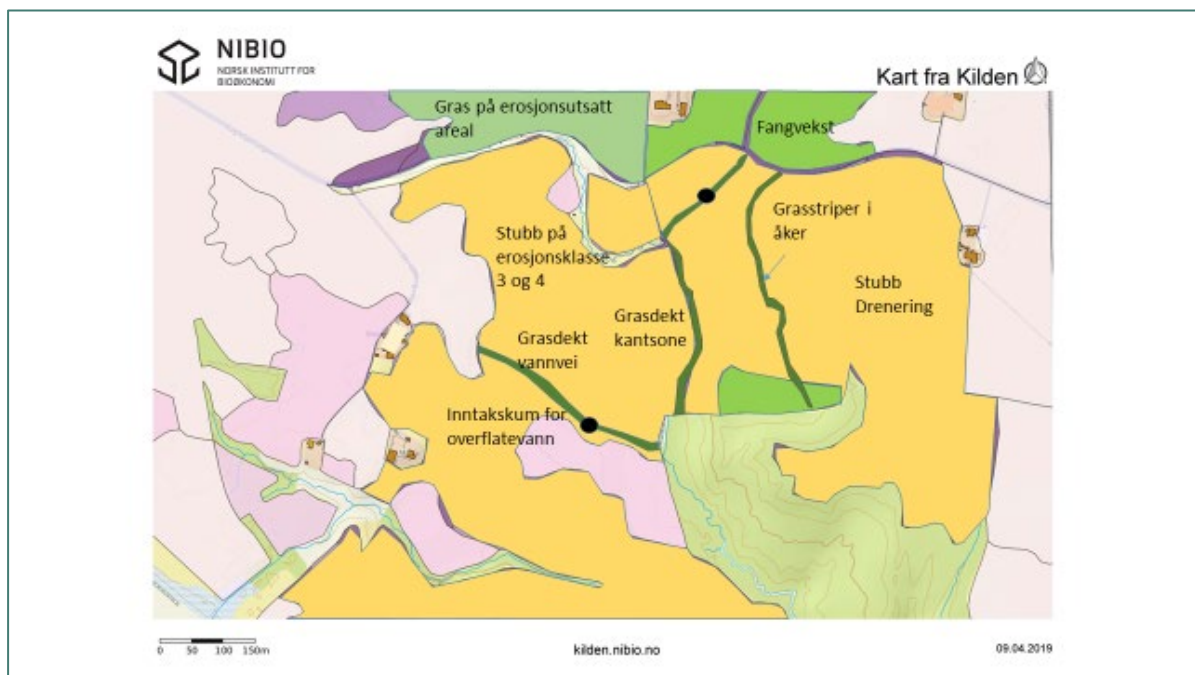 NIBIO
NORSK INSTITUTT FOR
BIOØKONOMI
Kart fra Kilden
Gras på erosjonsutsatt
areal
Fangvekst
Grasstriper i
åker
Stubb på
erosjonsklasse
3 og 4
Stubb
Drenering
Grasdekt
kantsone
Grasdekt
vannvei
Inntakskum for
overflatevann
0 50 100 150m
kilden.nibio.no
09.04.2019